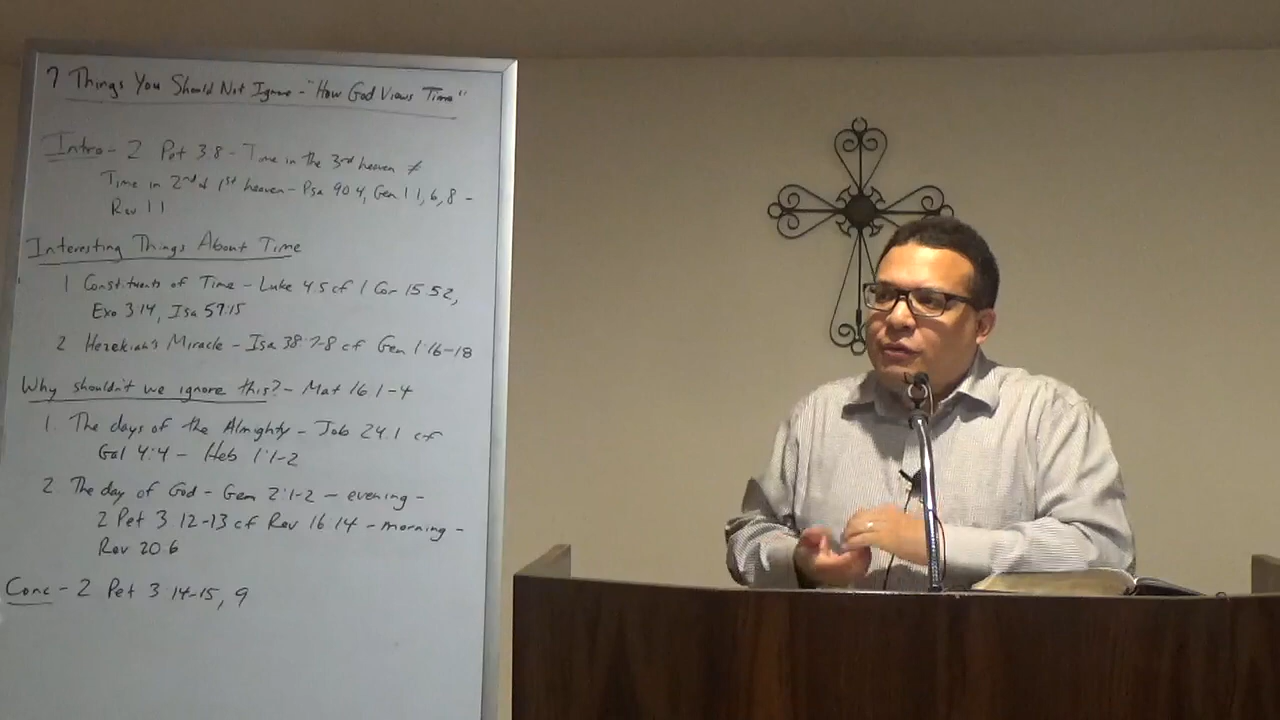 7 Things You Should Not Ignore - "How God Views Time"
Intro - 2 Pet 3:8 - Time in the 3rd heaven ≠
Time in 2nd & 1st heaven - Psa 90:4, Gen 1:1, 6, 8 -
Rev 1:1
Interesting Things About Time
1 Constituents of Time - Luke 4:5 cf 1 Cor 15:52,
Exo 3:14, Isa 57:15
2 Hezekiah's Miracle - Isa 38:7-8 cf Gen 1:16-18
Why shouldn't we ignore this? - Mat 16:1-4
1. The days of the Almighty - Job 24:1 cf
Gal 4:4 - Heb 1:1-2
2 The day of God - Gen 2:1-2 - evening -
2 Pet 3:12-13 cf Rev 16:14 - morning -
Rev 20:6
Conc - 2 Pet 3:14-15, 9